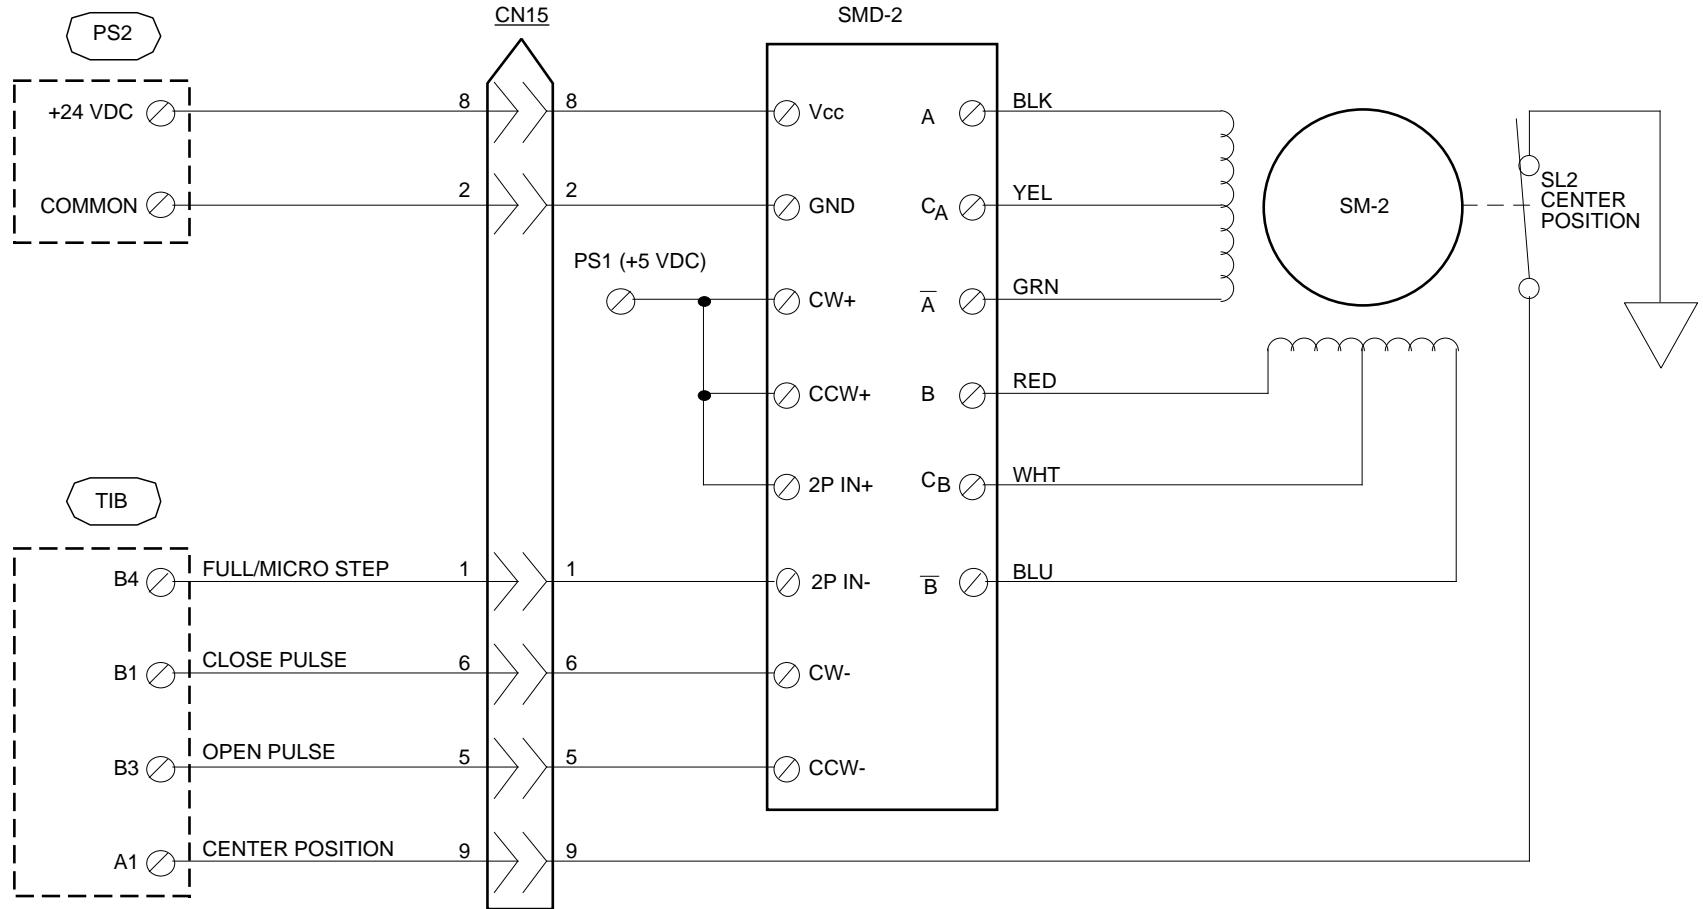 PS2
CN15
SMD-2
+24 VDC
8
8
Vcc
A
BLK
COMMON
2
2
GND
CA
YEL
SM-2
SL2
CENTER
POSITION
PS1 (+5 VDC)
CW+
A̅
GRN
CCW+
B
RED
TIB
2P IN+
CB
WHT
B4
FULL/MICRO STEP
1
1
2P IN-
B̅
BLU
B1
CLOSE PULSE
6
6
CW-
B3
OPEN PULSE
5
5
CCW-
A1
CENTER POSITION
9
9